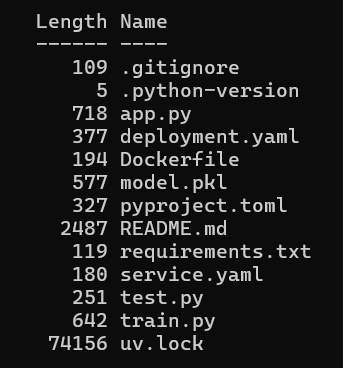 Length Name
------ ----
109 .gitignore
5 .python-version
718 app.py
377 deployment.yaml
194 Dockerfile
577 model.pkl
327 pyproject.toml
2487 README.md
119 requirements.txt
180 service.yaml
251 test.py
642 train.py
74156 uv.lock